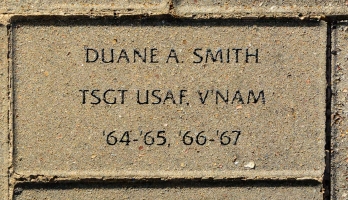 DUANE A. SMITH
TSGT USAF, V'NAM
'64-'65, '66-'67